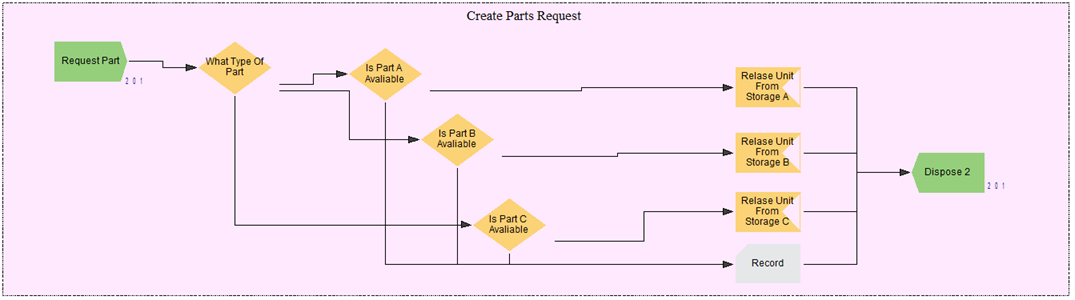 Create Parts Request
Request Part
2 0 1
What Type Of
Part
Is Part A
Avaliable
Is Part B
Avaliable
Is Part C
Avaliable
Relase Unit
From
Storage A
Relase Unit
From
Storage B
Relase Unit
From
Storage C
Record
Dispose 2
2 0 1